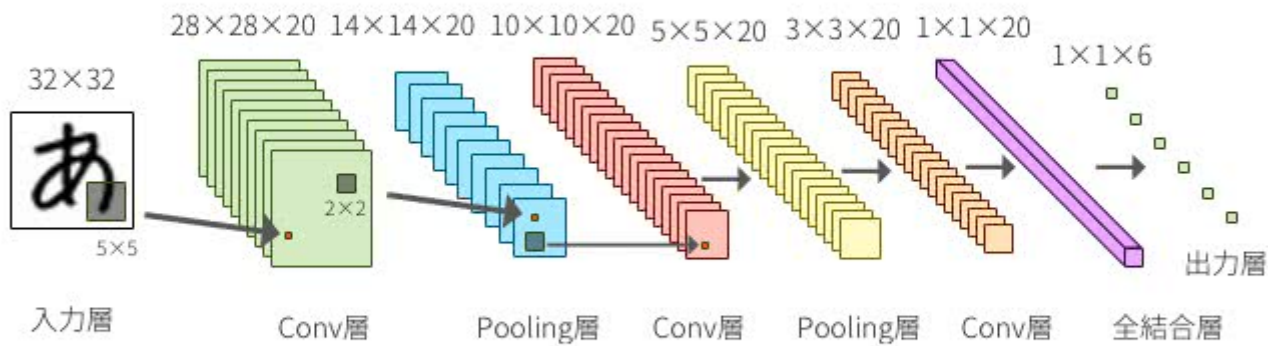 28×28×20
14×14×20
10×10×20
5×5×20
3×3×20
1×1×20
1×1×6
32×32
あ
2×2
5×5
出力層
入力層
Conv層
Pooling層
Conv層
Pooling層
Conv層
全結合層